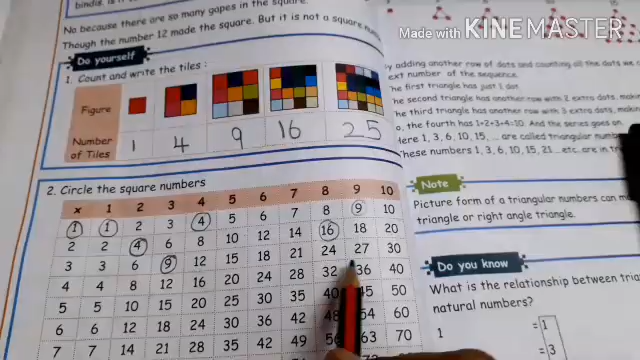 Made with KINEMASTER
bindis. Is it
No because there are so many gapes in the square.
Though the number 12 made the square. But it is not a square
Do yourself
1. Count and write the tiles :
Figure
Number of Tiles 1 4 9 16 25
2. Circle the square numbers
x 1 2 3 4 5 6 7 8 9 10
1 1 2 3 4 5 6 7 8 9 10
2 2 4 6 8 10 12 14 16 18 20
3 3 6 9 12 15 18 21 24 27 30
4 4 8 12 16 20 24 28 32 36 40
5 5 10 15 20 25 30 35 40 45 50
6 6 12 18 24 30 36 42 48 54 60
7 7 14 21 28 35 42 49 56 63 70
72
adding another row of dots and counting all the dots we
ext number of the sequence.
he first triangle has just 1 dot.
he second triangle has another row with 2 extra dots, making
he third triangle has another row with 3 extra dots, making
o, the fourth has 1+2+3+4=10. And the series goes on
Here 1, 3, 6, 10, 15, ... are called triangular
These numbers 1, 3, 6, 10, 15, 21... etc. are in
Note
Picture form of a triangular numbers can
triangle or right angle triangle.
Do you know
What is the relationship between
natural numbers?
1 = 1
= 3